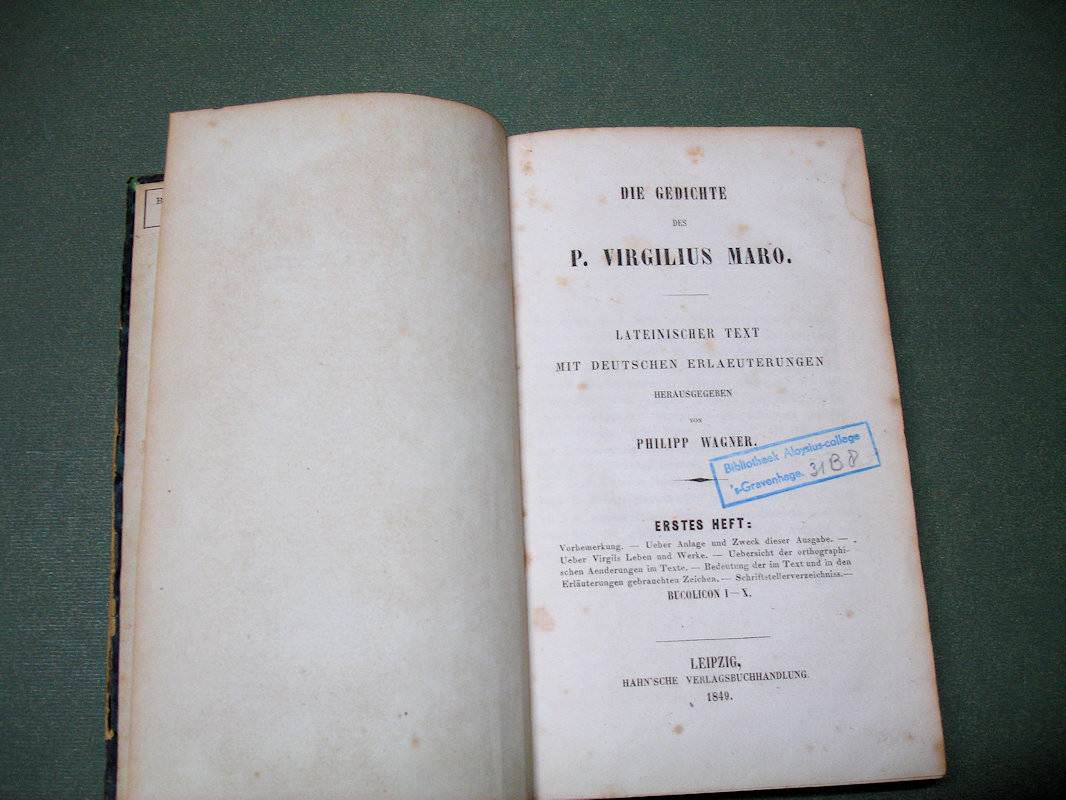 B
DIE GEDICHTE
DES
P. VIRGILIUS MARO.
LATEINISCHER TEXT
MIT DEUTSCHEN ERLAEUTERUNGEN
HERAUSGEGEBEN
VON
PHILIPP WAGNER.
Bibliotheek Aloysius-college
's-Gravenhage. 31B8
ERSTES HEFT:
Vorbemerkung. — Ueber Anlage und Zweck dieser Ausgabe. —
Ueber Virgils Leben und Werke. — Uebersicht der orthographi-
schen Aenderungen im Texte. — Bedeutung der im Text und in den
Erläuterungen gebrauchten Zeichen. — Schriftstellerverzeichniss. —
BUCOLICON I—X.
LEIPZIG,
HAHN'SCHE VERLAGSBUCHHANDLUNG.
1849.